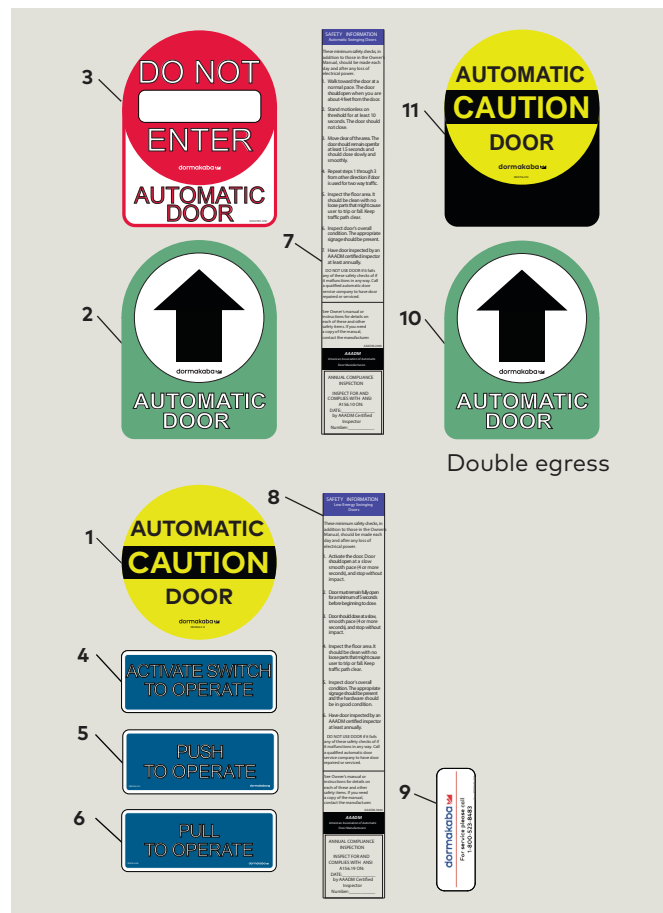 3
DO NOT
ENTER
dormakaba
AUTOMATIC
DOOR
2
dormakaba
AUTOMATIC
DOOR
7
SAFETY INFORMATION
Automatic Swinging Doors
These minimum safety checks, in
addition to those in the Owner's
Manual, should be made each
day and after any loss of
electrical power.
1. Walk toward the door at a
normal pace. The door
should open when you are
about 4 feet from the door.
2. Stand motionless on
threshold for at least 10
seconds. The door should
not close.
3. Move clear of the area. The
door should remain open for
at least 1.5 seconds and
should close slowly and
smoothly.
4. Repeat steps 1 through 3
from other direction if door
is used for two way traffic.
5. Inspect the floor area. It
should be clean with no
loose parts that might cause
user to trip or fall. Keep
traffic path clear.
6. Inspect door's overall
condition. The appropriate
signage should be present.
7. Have door inspected by an
AAADM certified inspector
at least annually.
DO NOT USE DOOR if it fails
any of these safety checks of if
it malfunctions in any way. Call
a qualified automatic door
service company to have door
repaired or serviced.
See Owner's manual or
instructions for details on
each of these and other
safety items. If you need
a copy of the manual,
contact the manufacturer.
AAADM
American Association of Automatic
Door Manufacturers
ANNUAL COMPLIANCE
INSPECTION
INSPECT FOR AND
COMPLIES WITH ANSI
A156.10 ON:
DATE
by AAADM Certified
Inspector
Number:
11
AUTOMATIC
CAUTION
DOOR
dormakaba
10
dormakaba
AUTOMATIC
DOOR
Double egress
1
AUTOMATIC
CAUTION
DOOR
dormakaba
4
ACTIVATE SWITCH
TO OPERATE
5
PUSH
TO OPERATE
6
PULL
TO OPERATE
8
SAFETY INFORMATION
Low Energy Swinging
Doors
These minimum safety checks, in
addition to those in the Owner's
Manual, should be made each
day and after any loss of
electrical power.
1. Activate the door. Door
should open at a slow
smooth pace (4 or more
seconds), and stop without
impact.
2. Door must remain fully open
for a minimum of 5 seconds
before beginning to close.
3. Door should close at a slow,
smooth pace (4 or more
seconds), and stop without
impact.
4. Inspect the floor area. It
should be clean with no
loose parts that might cause
user to trip or fall. Keep
traffic path clear.
5. Inspect door's overall
condition. The appropriate
signage should be present
and the hardware should
be in good condition.
6. Have door inspected by an
AAADM certified inspector
at least annually.
DO NOT USE DOOR if it fails
any of these safety checks of if
it malfunctions in any way. Call
a qualified automatic door
service company to have door
repaired or serviced.
See Owner's manual or
instructions for details on
each of these and other
safety items. If you need
a copy of the manual,
contact the manufacturer.
AAADM
American Association of Automatic
Door Manufacturers
ANNUAL COMPLIANCE
INSPECTION
INSPECT FOR AND
COMPLIES WITH ANSI
A156.19 ON:
DATE
by AAADM Certified
Inspector
Number:
9
dormakaba
For service please call
1-800-523-8483